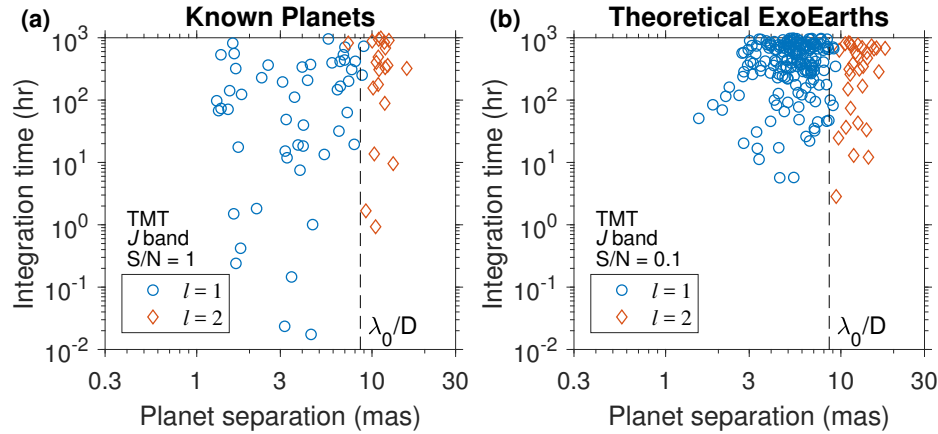 (a) Known Planets
Integration time (hr)
10³
10²
10¹
10⁰
10⁻¹
10⁻²
TMT
J band
S/N = 1
l = 1
l = 2
λ₀/D
0.3 1 3 10 30
Planet separation (mas)
(b) Theoretical ExoEarths
Integration time (hr)
10³
10²
10¹
10⁰
10⁻¹
10⁻²
TMT
J band
S/N = 0.1
l = 1
l = 2
λ₀/D
0.3 1 3 10 30
Planet separation (mas)